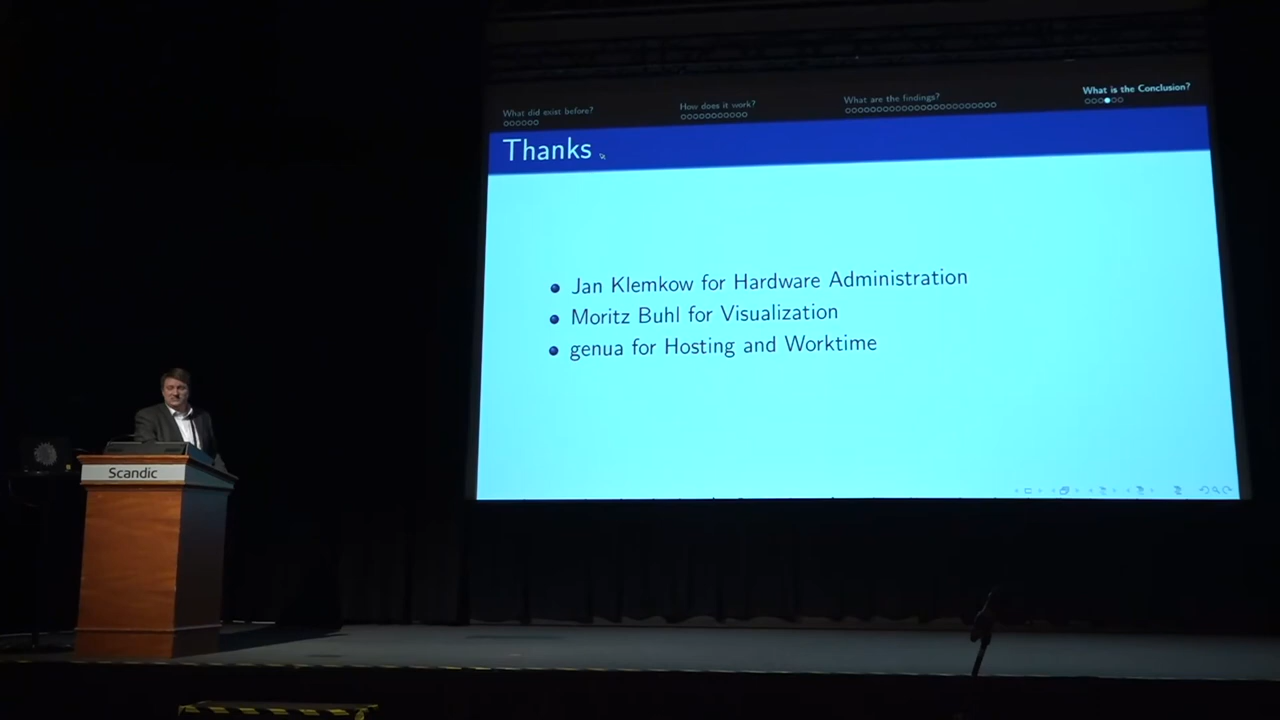 What did exist before?
How does it work?
What are the findings?
What is the Conclusion?
Thanks
Jan Klemkow for Hardware Administration
Moritz Buhl for Visualization
genua for Hosting and Worktime
Scandic